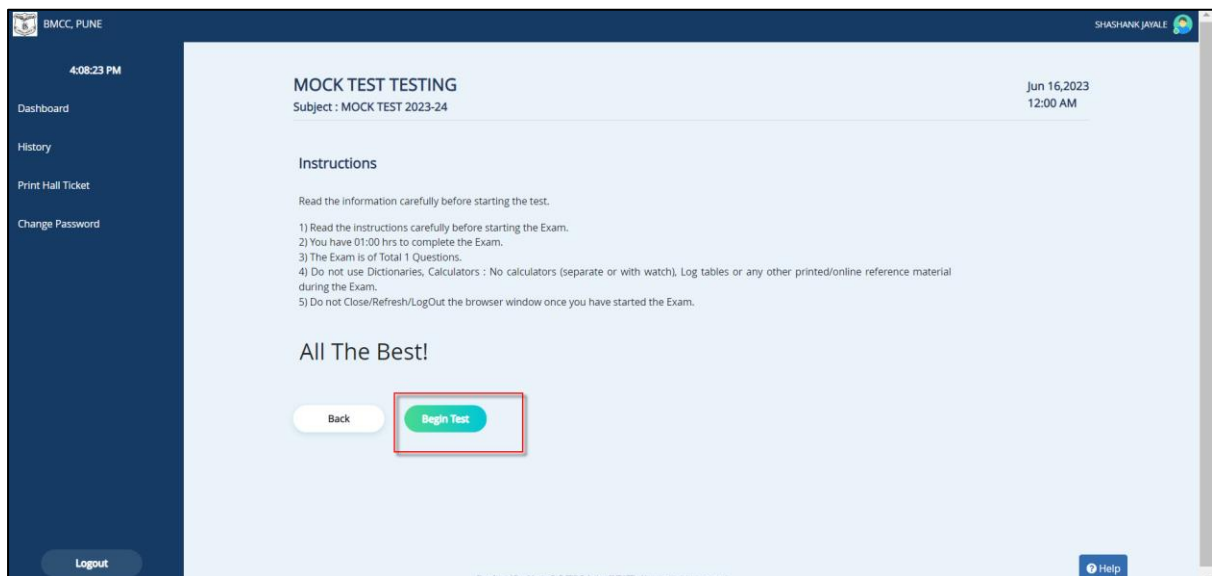 BMCC, PUNE
SHASHANK JAYALE
4:08:23 PM
Dashboard
History
Print Hall Ticket
Change Password
Logout
MOCK TEST TESTING
Subject : MOCK TEST 2023-24
Jun 16,2023
12:00 AM
Instructions
Read the information carefully before starting the test.
1) Read the instructions carefully before starting the Exam.
2) You have 01:00 hrs to complete the Exam.
3) The Exam is of Total 1 Questions.
4) Do not use Dictionaries, Calculators : No calculators (separate or with watch), Log tables or any other printed/online reference material
during the Exam.
5) Do not Close/Refresh/LogOut the browser window once you have started the Exam.
All The Best!
Back
Begin Test
Help